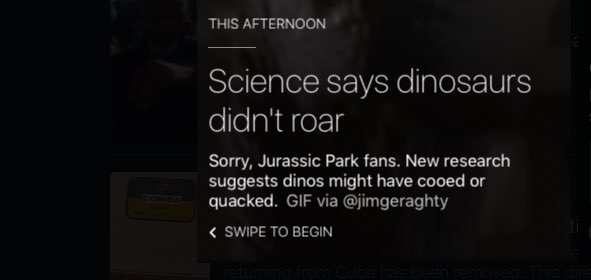 THIS AFTERNOON
Science says dinosaurs
didn't roar
Sorry, Jurassic Park fans. New research
suggests dinos might have cooed or
quacked. GIF via @jimgeraghty
SWIPE TO BEGIN
COHIBA
returning from Cuba has been removed. This dire